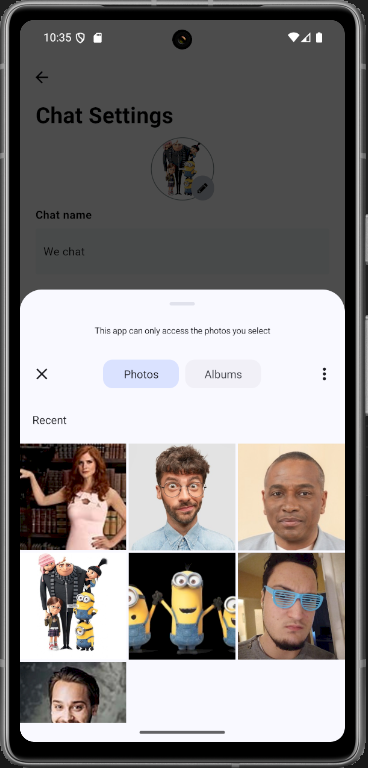 10:35
Chat Settings
Chat name
We chat
This app can only access the photos you select
Photos
Albums
Recent